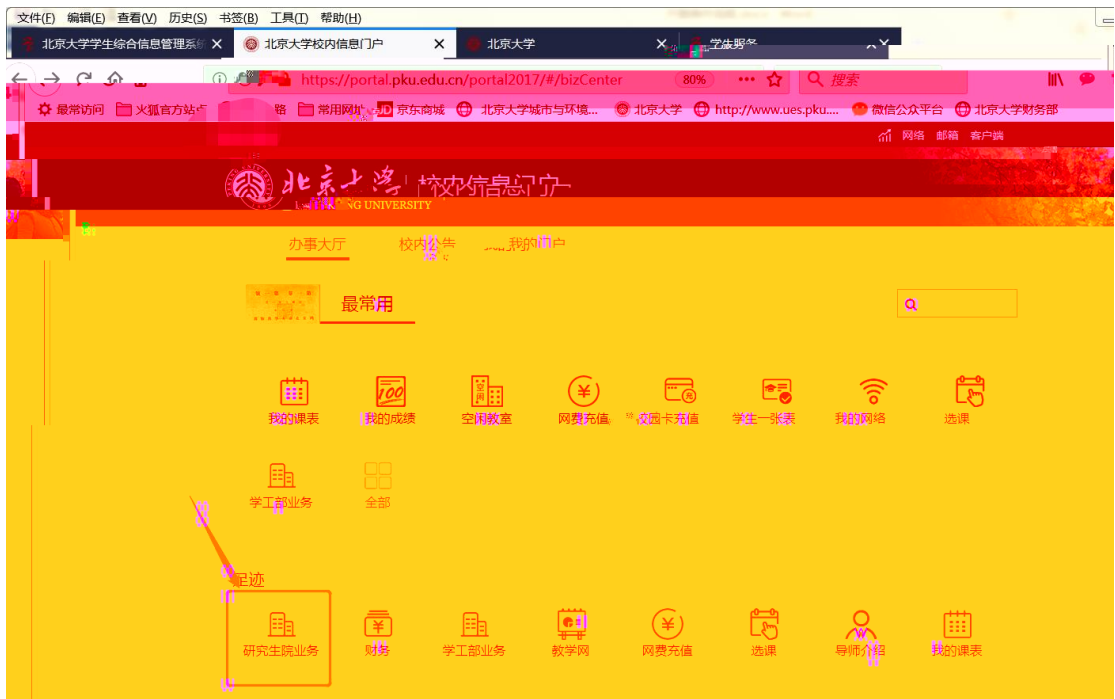 文件(F) 编辑(E) 查看(V) 历史(S) 书签(B) 工具(T) 帮助(H)
北京大学学生综合信息管理系统 × 北京大学校内信息门户 × 北京大学 × 学生服务 ×
https://portal.pku.edu.cn/portal2017/#/bizCenter 80% 搜索
最常访问 火狐官方站点 常用网址 JD 京东商城 北京大学城市与环境... 北京大学 http://www.ues.pku.... 微信公众平台 北京大学财务部
网络 邮箱 客户端
北京大学 校内信息门户
UNIVERSITY
办事大厅 校内公告 我的门户
最常用
我的课表 我的成绩 空闲教室 网费充值 校园卡充值 学生一张表 我的网络 选课
学工部业务 全部
足迹
研究生院业务 财务 学工部业务 教学网 网费充值 选课 导师介绍 我的课表